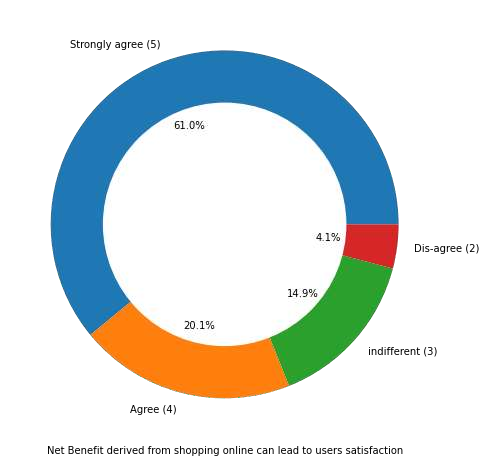 Strongly agree (5)
61.0%
4.1%
Dis-agree (2)
14.9%
20.1%
indifferent (3)
Agree (4)
Net Benefit derived from shopping online can lead to users satisfaction